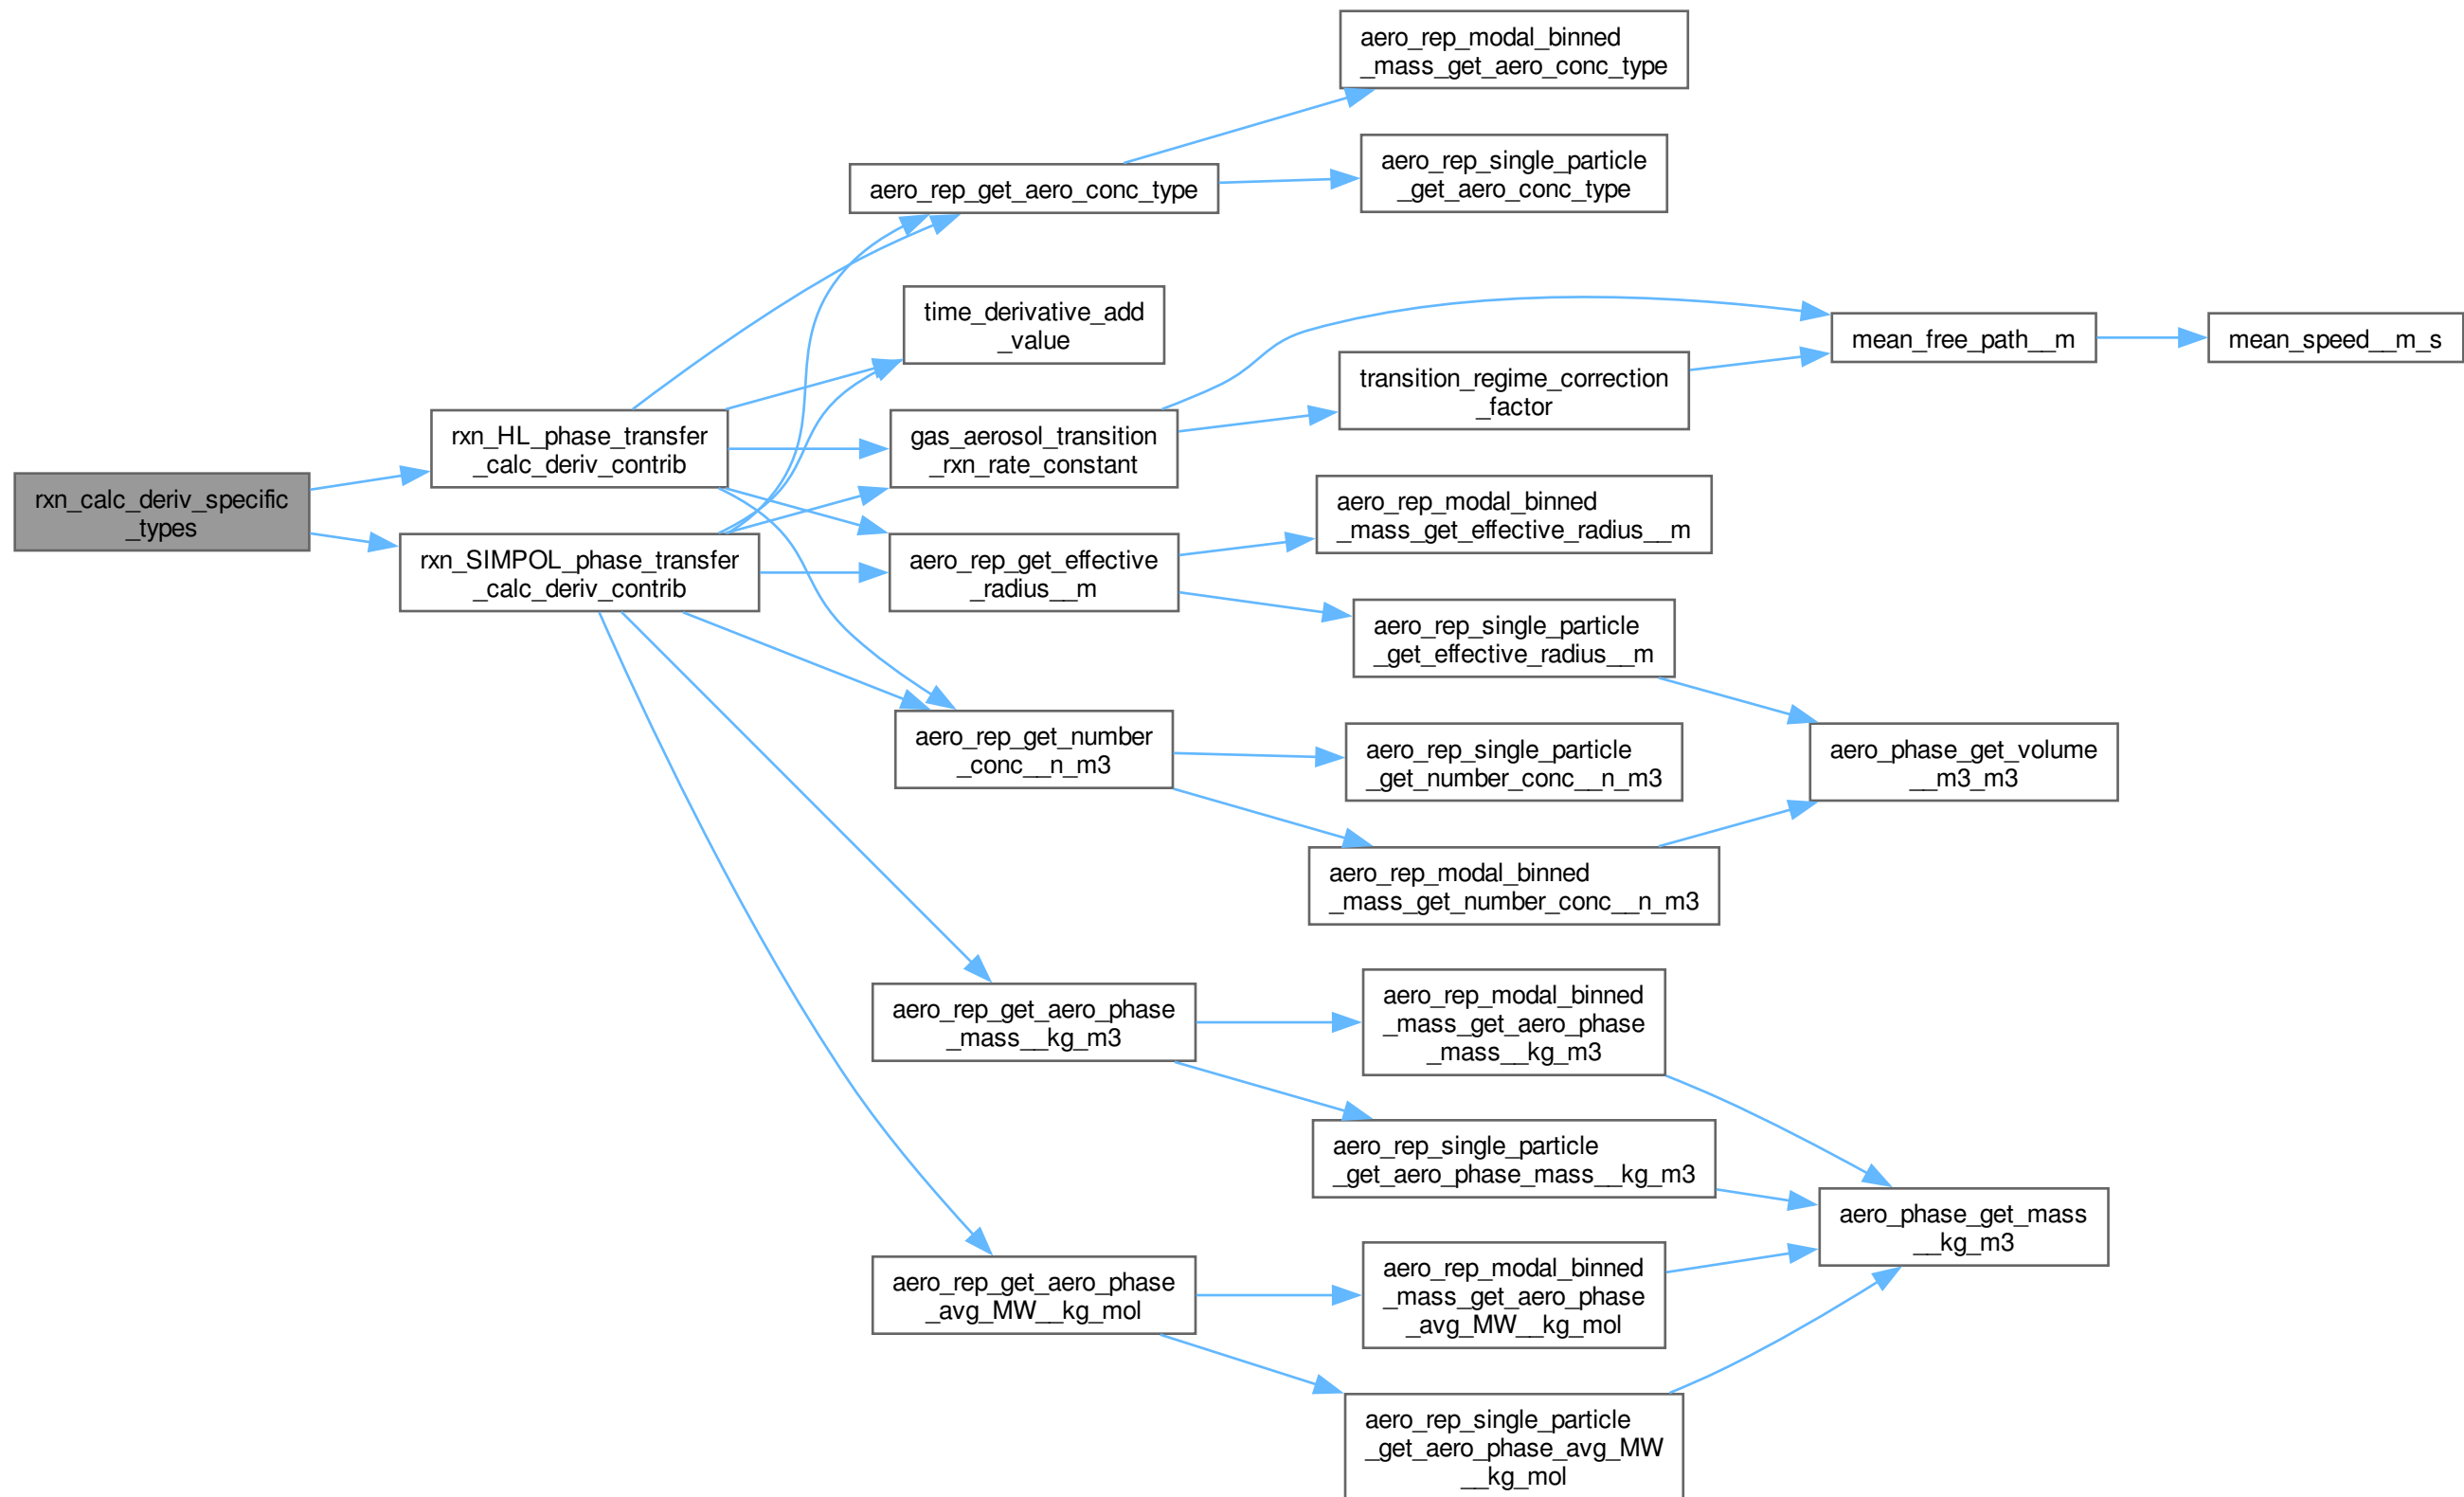 rxn_calc_deriv_specific
_types
rxn_HL_phase_transfer
_calc_deriv_contrib
rxn_SIMPOL_phase_transfer
_calc_deriv_contrib
aero_rep_get_aero_conc_type
time_derivative_add
_value
gas_aerosol_transition
_rxn_rate_constant
aero_rep_get_effective
_radius__m
aero_rep_get_number
_conc__n_m3
aero_rep_get_aero_phase
_mass__kg_m3
aero_rep_get_aero_phase
_avg_MW__kg_mol
aero_rep_modal_binned
_mass_get_aero_conc_type
aero_rep_single_particle
_get_aero_conc_type
transition_regime_correction
_factor
aero_rep_modal_binned
_mass_get_effective_radius__m
aero_rep_single_particle
_get_effective_radius__m
aero_rep_single_particle
_get_number_conc__n_m3
aero_rep_modal_binned
_mass_get_number_conc__n_m3
aero_rep_modal_binned
_mass_get_aero_phase
_mass__kg_m3
aero_rep_single_particle
_get_aero_phase_mass__kg_m3
aero_rep_modal_binned
_mass_get_aero_phase
_avg_MW__kg_mol
aero_rep_single_particle
_get_aero_phase_avg_MW
__kg_mol
mean_free_path__m
aero_phase_get_volume
__m3_m3
aero_phase_get_mass
__kg_m3
mean_speed__m_s